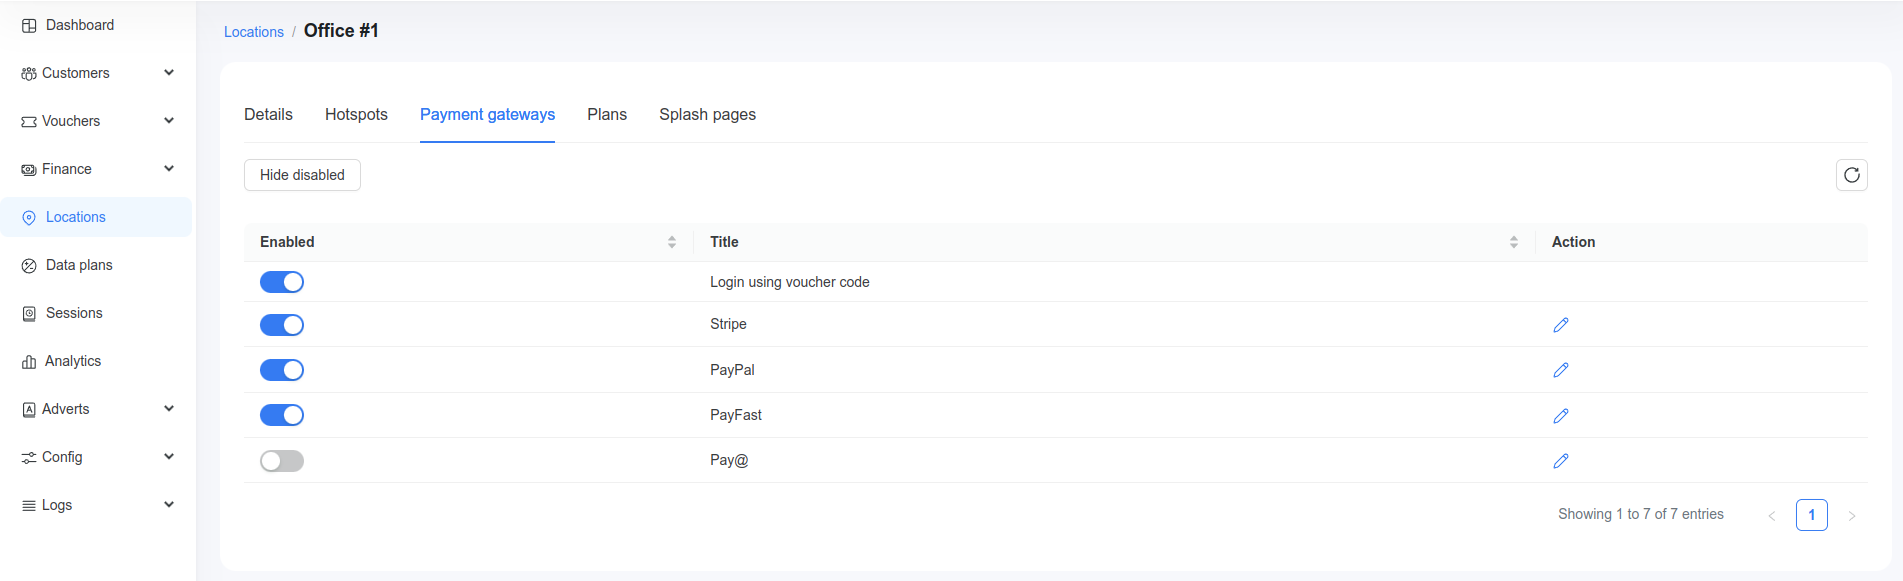 Dashboard
Customers
Vouchers
Finance
Locations
Data plans
Sessions
Analytics
Adverts
Config
Logs
Locations / Office #1
Details Hotspots Payment gateways Plans Splash pages
Hide disabled
Enabled Title Action
Login using voucher code
Stripe
PayPal
PayFast
Pay@
Showing 1 to 7 of 7 entries < 1 >